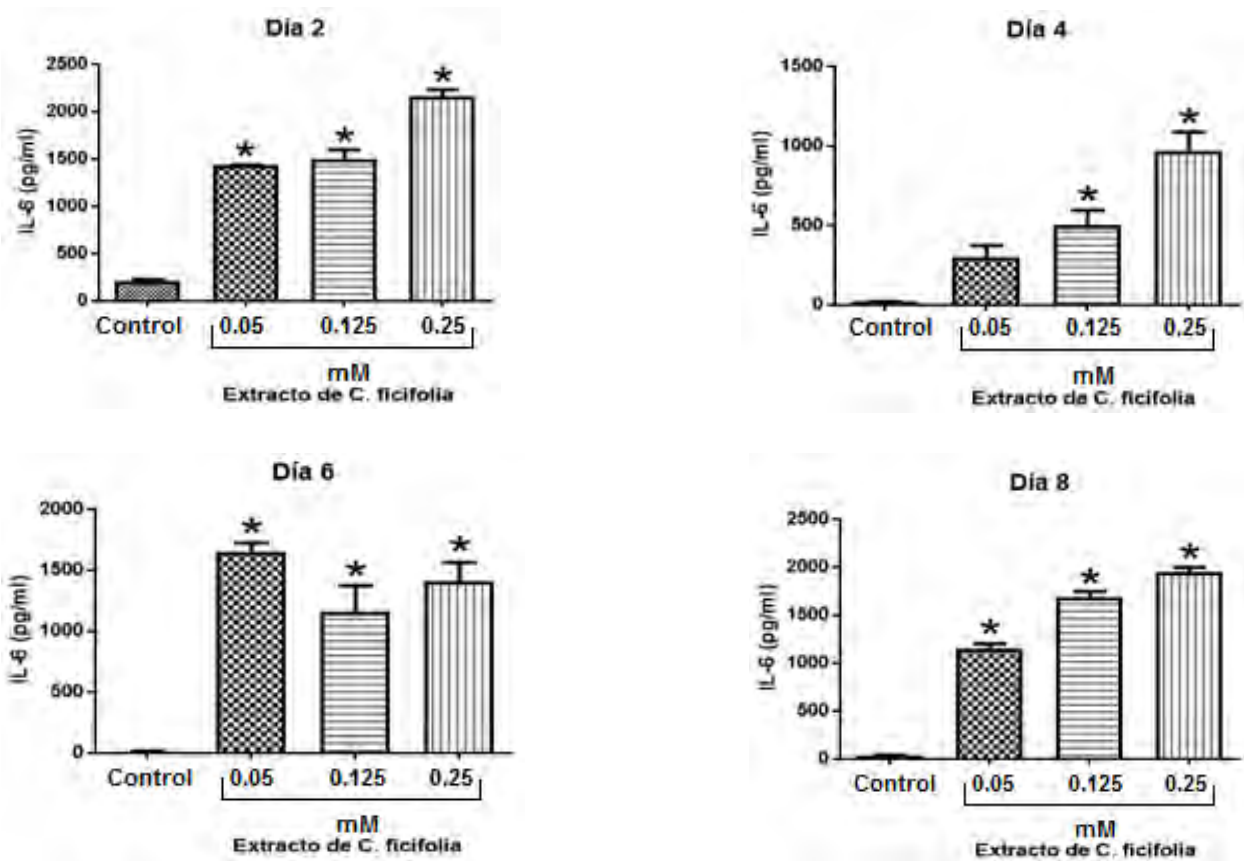 Día 2
IL-6 (pg/ml)
2500
2000
1500
1000
500
0
*
*
*
Control 0.05 0.125 0.25
mM
Extracto de C. ficifolia
Día 4
IL-6 (pg/ml)
1500
1000
500
0
*
*
Control 0.05 0.125 0.25
mM
Extracto de C. ficifolia
Día 6
IL-6 (pg/ml)
2000
1500
1000
500
0
*
*
*
Control 0.05 0.125 0.25
mM
Extracto de C. ficifolia
Día 8
IL-6 (pg/ml)
2500
2000
1500
1000
500
0
*
*
*
Control 0.05 0.125 0.25
mM
Extracto de C. ficifolia